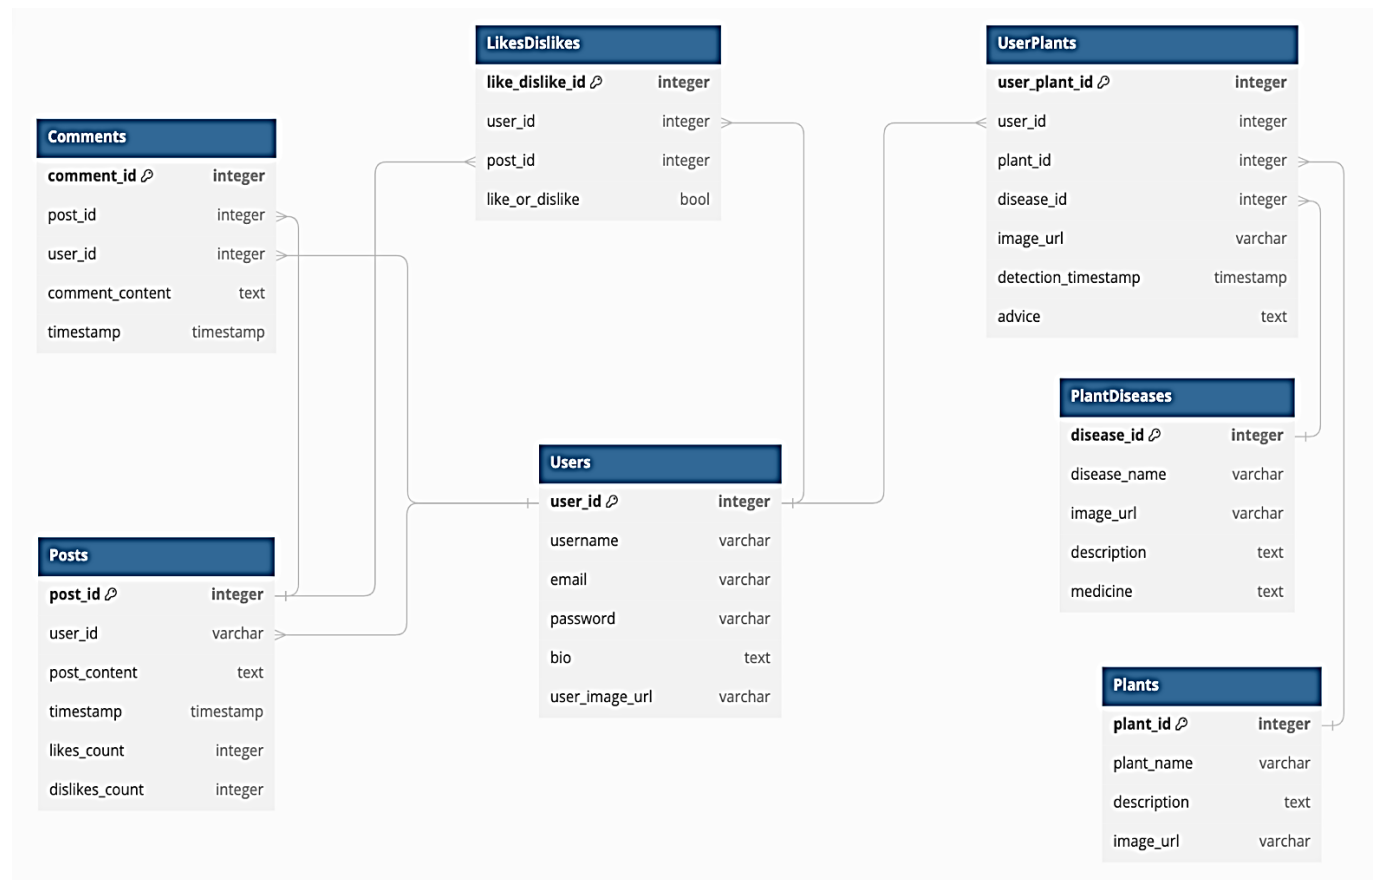 LikesDislikes
like_dislike_id integer
user_id integer
post_id integer
like_or_dislike bool
UserPlants
user_plant_id integer
user_id integer
plant_id integer
disease_id integer
image_url varchar
detection_timestamp timestamp
advice text
Comments
comment_id integer
post_id integer
user_id integer
comment_content text
timestamp timestamp
PlantDiseases
disease_id integer
disease_name varchar
image_url varchar
description text
medicine text
Users
user_id integer
username varchar
email varchar
password varchar
bio text
user_image_url varchar
Posts
post_id integer
user_id varchar
post_content text
timestamp timestamp
likes_count integer
dislikes_count integer
Plants
plant_id integer
plant_name varchar
description text
image_url varchar